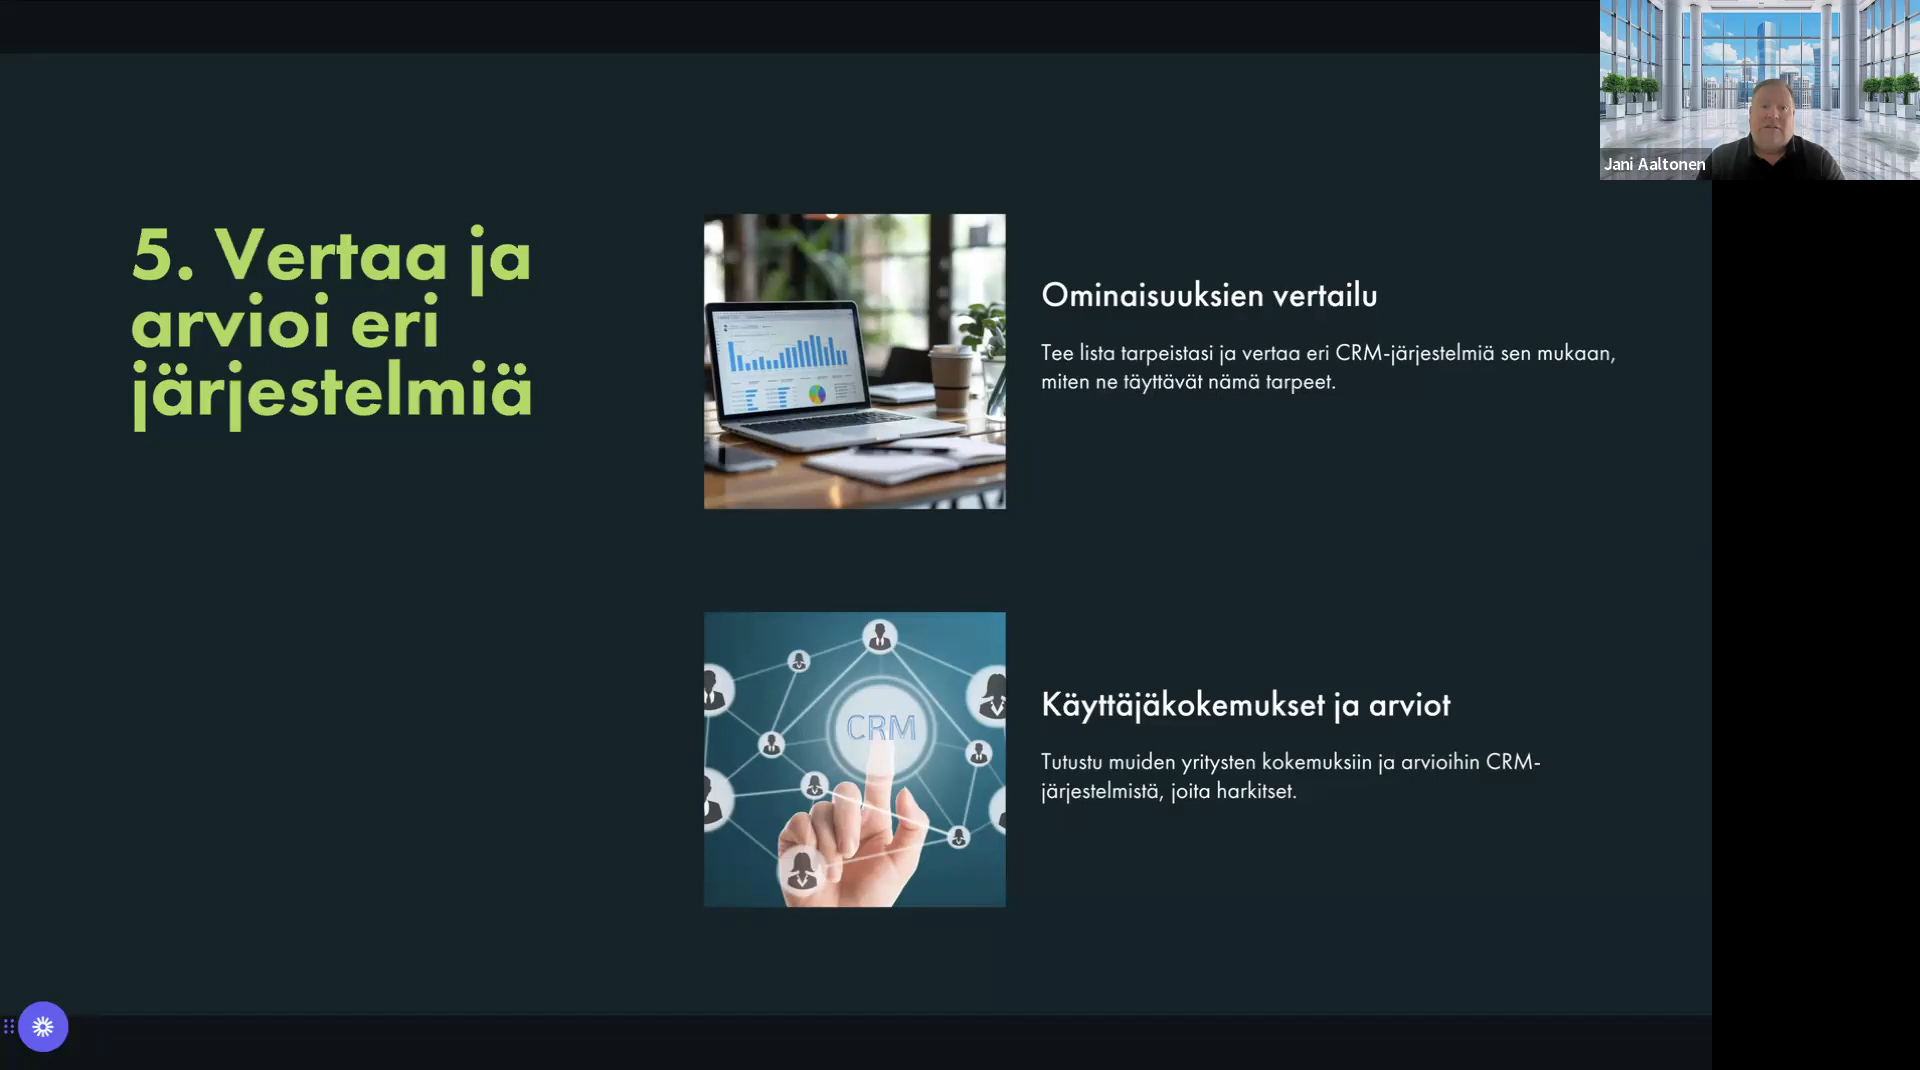 5. Vertaa ja
arvioi eri
järjestelmiä
Ominaisuuksien vertailu
Tee lista tarpeistasi ja vertaa eri CRM-järjestelmiä sen mukaan,
miten ne täyttävät nämä tarpeet.
CRM
Käyttäjäkokemukset ja arviot
Tutustu muiden yritysten kokemuksiin ja arvioihin CRM-
järjestelmistä, joita harkitset.
Jani Aaltonen